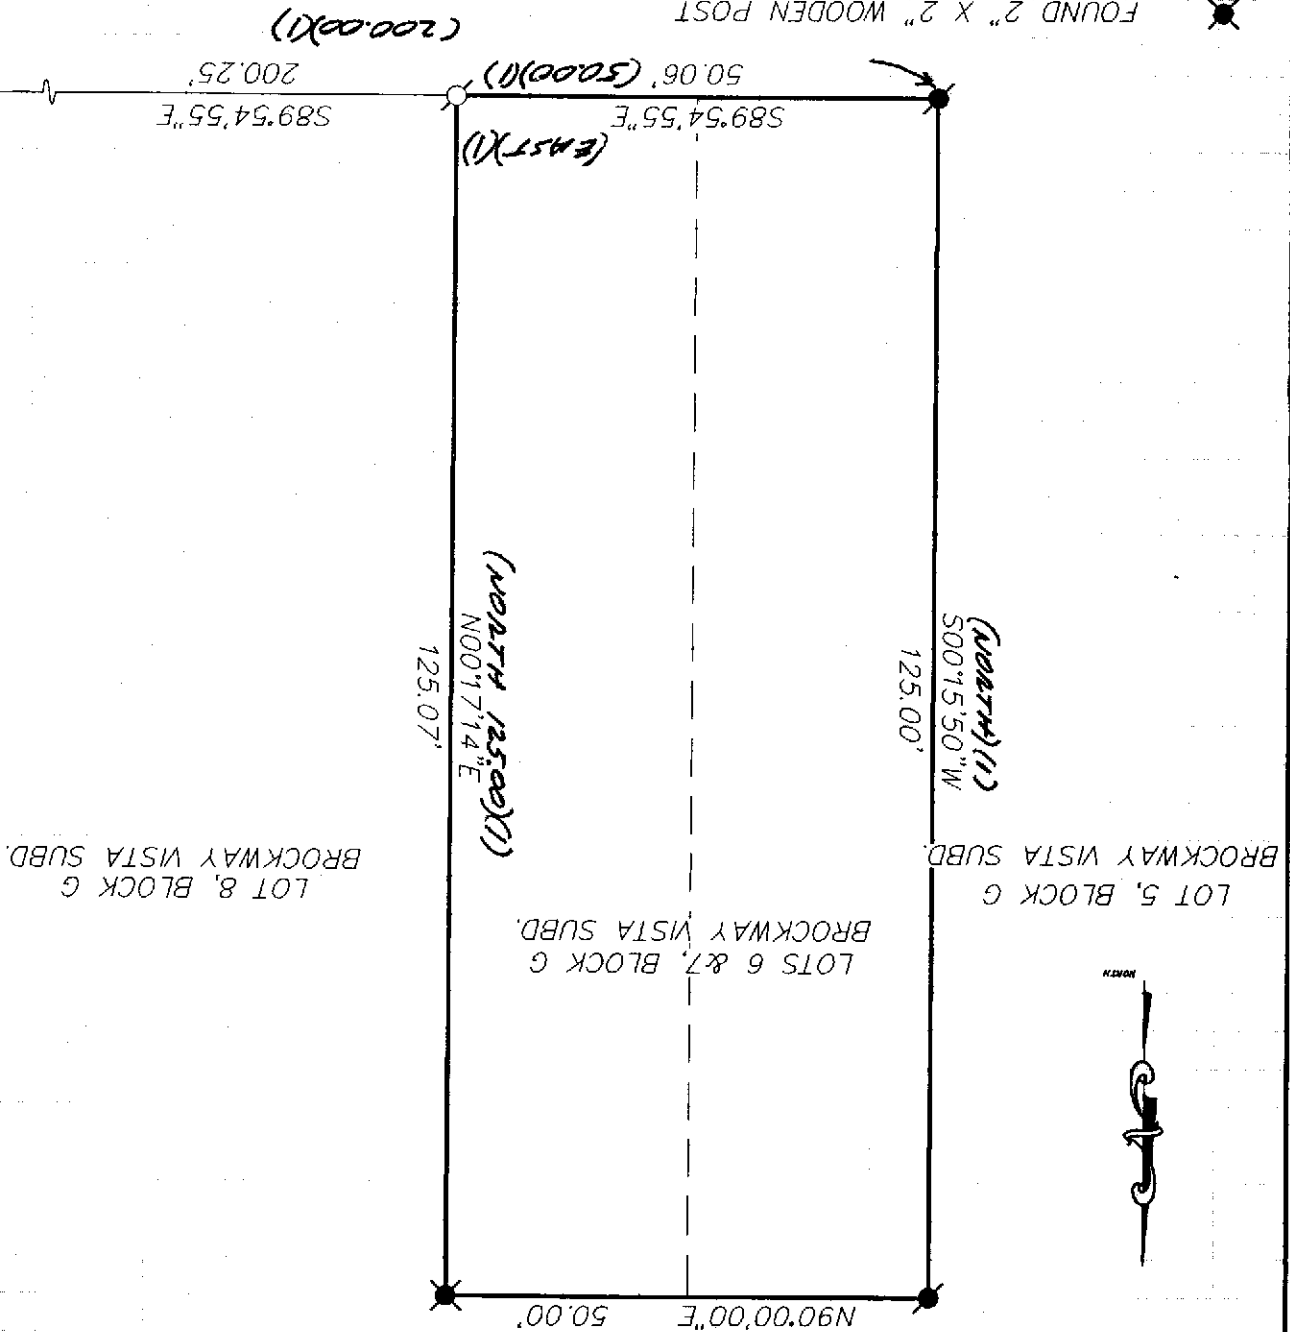 N90°00'00"E 50.00'
NORTH
LOT 5, BLOCK G
BROCKWAY VISTA SUBD.
LOTS 6 &7, BLOCK G
BROCKWAY VISTA SUBD.
LOT 8, BLOCK G
BROCKWAY VISTA SUBD.
(NORTH)(1)
S00°15'50"W
125.00'
(NORTH 125.00)(1)
N00°17'14"E
125.07'
(EAST)(1)
S89°54'55"E
50.06' (50.00)(1)
S89°54'55"E
200.25'
(200.00)(1)
FOUND 2" X 2" WOODEN POST